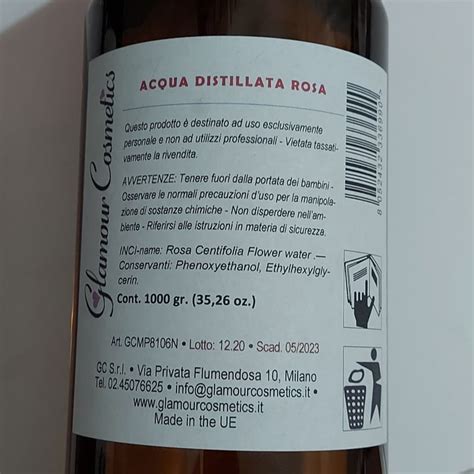 Glamour Cosmetics
ACQUA DISTILLATA ROSA
Questo prodotto è destinato ad uso esclusivamente
personale e non ad utilizzi professionali - Vietata tassati-
vamente la rivendita.
AVVERTENZE: Tenere fuori dalla portata dei bambini -
Osservare le normali precauzioni d'uso per la manipola-
zione di sostanze chimiche - Non disperdere nell'am-
biente - Riferirsi alle istruzioni in materia di sicurezza.
INCI-name: Rosa Centifolia Flower water .—
Conservanti: Phenoxyethanol, Ethylhexylgly-
cerin.
Cont. 1000 gr. (35,26 oz.)
Art. GCMP8106N • Lotto: 12.20 • Scad. 05/2023
GC S.r.l. • Via Privata Flumendosa 10, Milano
Tel. 02.45076625 • info@glamourcosmetics.it
• www.glamourcosmetics.it
Made in the UE